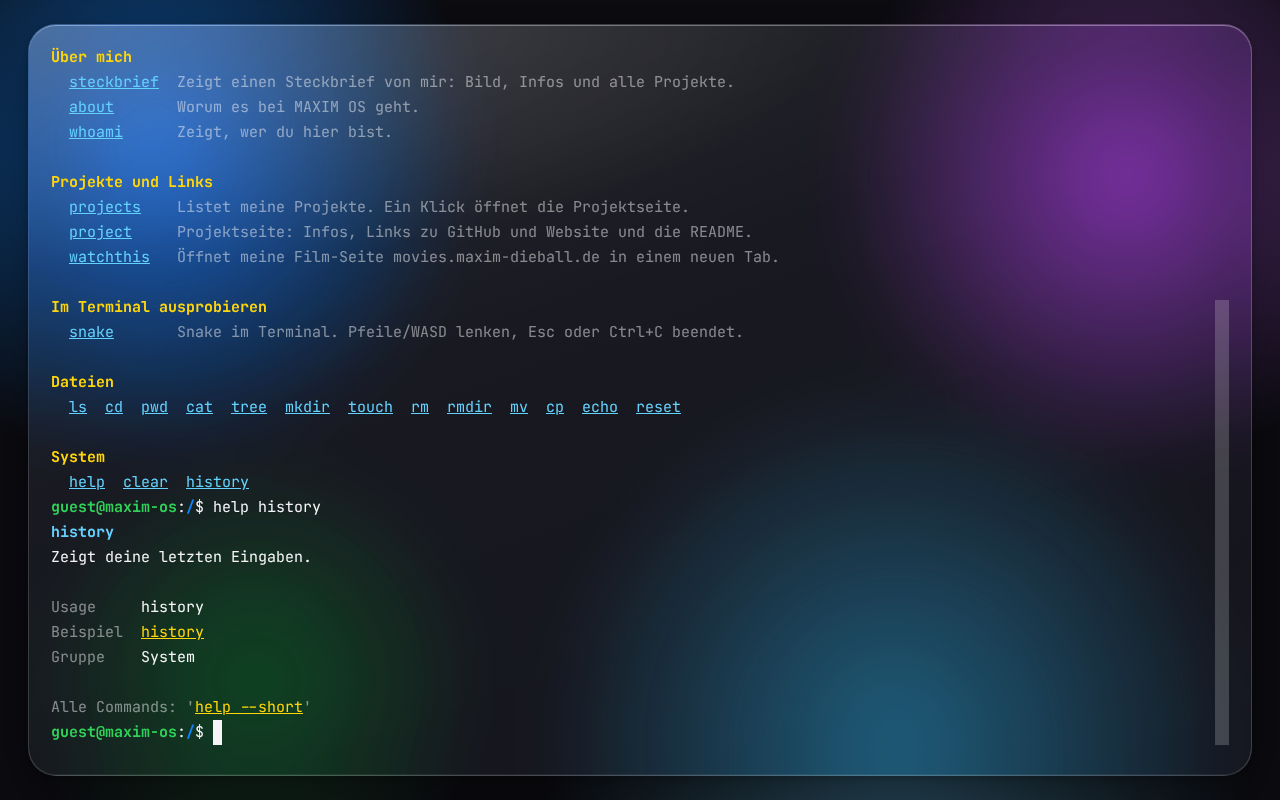 Über mich
steckbrief  Zeigt einen Steckbrief von mir: Bild, Infos und alle Projekte.
about       Worum es bei MAXIM OS geht.
whoami      Zeigt, wer du hier bist.
Projekte und Links
projects    Listet meine Projekte. Ein Klick öffnet die Projektseite.
project     Projektseite: Infos, Links zu GitHub und Website und die README.
watchthis   Öffnet meine Film-Seite movies.maxim-dieball.de in einem neuen Tab.
Im Terminal ausprobieren
snake       Snake im Terminal. Pfeile/WASD lenken, Esc oder Ctrl+C beendet.
Dateien
ls  cd  pwd  cat  tree  mkdir  touch  rm  rmdir  mv  cp  echo  reset
System
help  clear  history
guest@maxim-os:/$ help history
history
Zeigt deine letzten Eingaben.
Usage     history
Beispiel  history
Gruppe    System
Alle Commands: 'help --short'
guest@maxim-os:/$